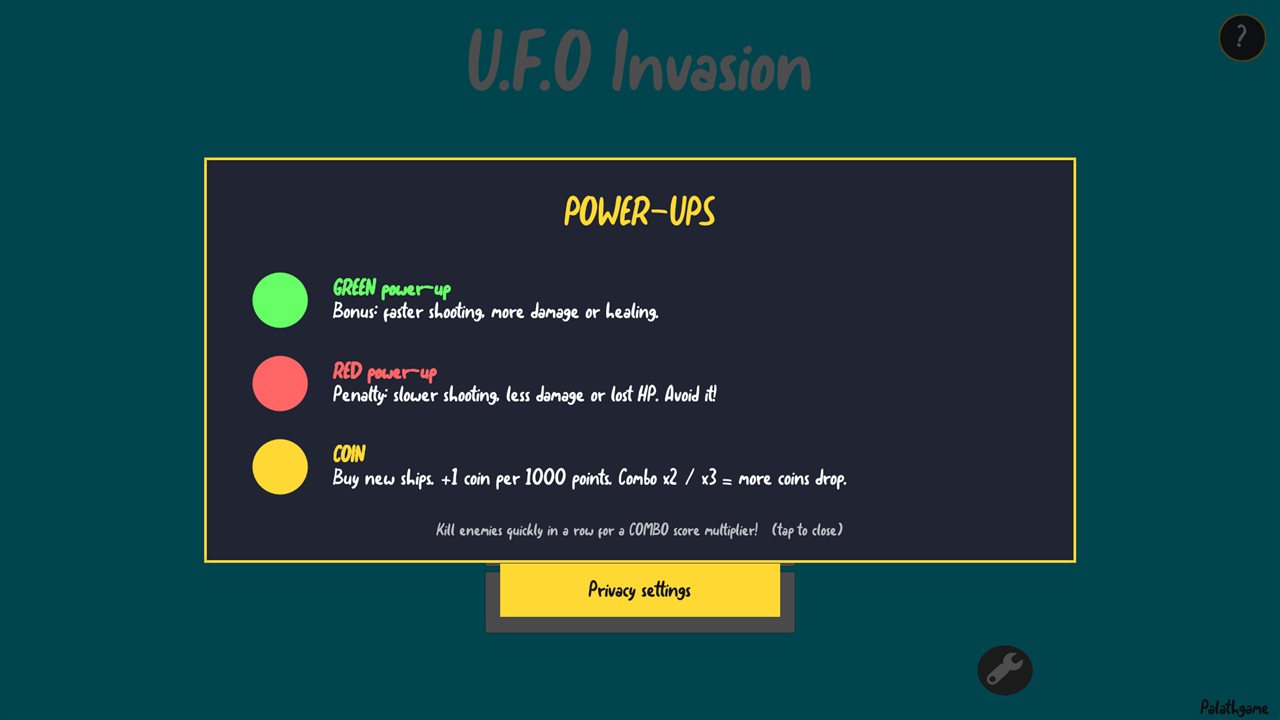 U.F.O Invasion
?
POWER-UPS
GREEN power-up
Bonus: faster shooting, more damage or healing.
RED power-up
Penalty: slower shooting, less damage or lost HP. Avoid it!
COIN
Buy new ships. +1 coin per 1000 points. Combo x2 / x3 = more coins drop.
Kill enemies quickly in a row for a COMBO score multiplier! (tap to close)
Privacy settings
Palathgame